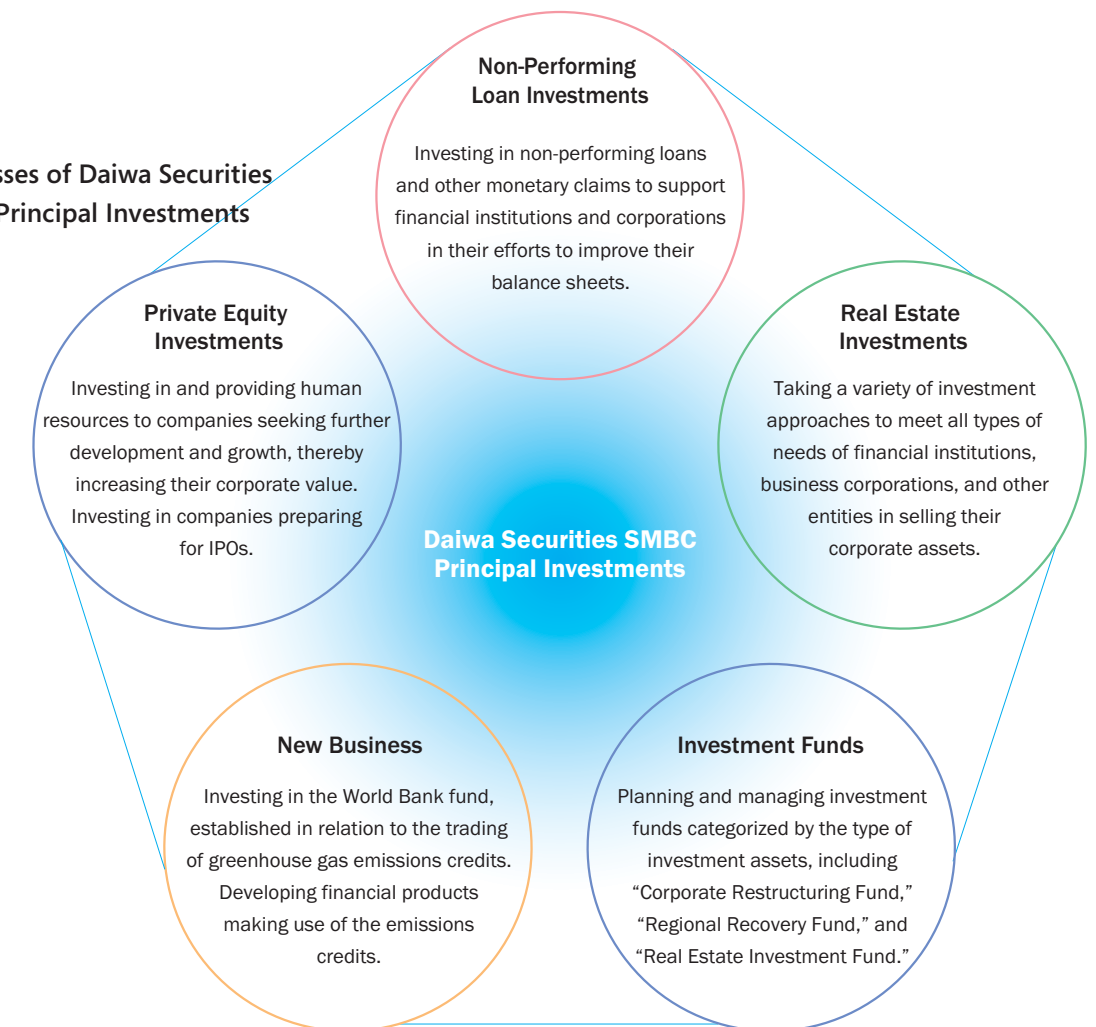 Non-Performing
Loan Investments
Investing in non-performing loans
and other monetary claims to support
financial institutions and corporations
in their efforts to improve their
balance sheets.
sses of Daiwa Securities
Principal Investments
Private Equity
Investments
Investing in and providing human
resources to companies seeking further
development and growth, thereby
increasing their corporate value.
Investing in companies preparing
for IPOs.
Real Estate
Investments
Taking a variety of investment
approaches to meet all types of
needs of financial institutions,
business corporations, and other
entities in selling their
corporate assets.
Daiwa Securities SMBC
Principal Investments
New Business
Investing in the World Bank fund,
established in relation to the trading
of greenhouse gas emissions credits.
Developing financial products
making use of the emissions
credits.
Investment Funds
Planning and managing investment
funds categorized by the type of
investment assets, including
“Corporate Restructuring Fund,”
“Regional Recovery Fund,” and
“Real Estate Investment Fund.”